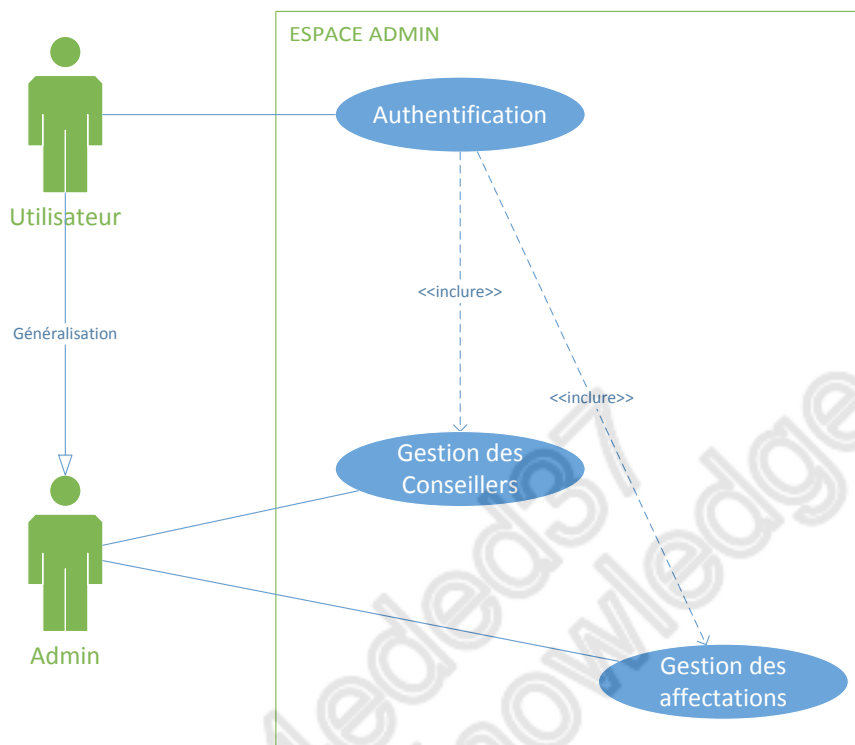 ESPACE ADMIN
Authentification
Utilisateur
<<inclure>>
Généralisation
<<inclure>>
Gestion des
Conseillers
Admin
Gestion des
affectations